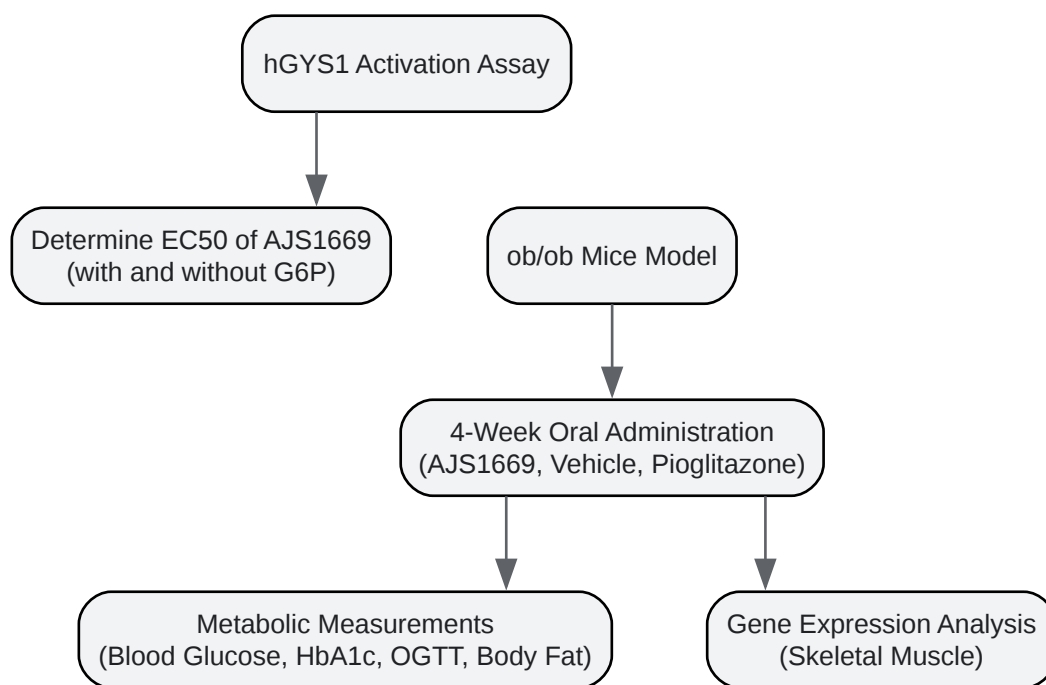 hGYS1 Activation Assay
Determine EC50 of AJS1669
(with and without G6P)
ob/ob Mice Model
4-Week Oral Administration
(AJS1669, Vehicle, Pioglitazone)
Metabolic Measurements
(Blood Glucose, HbA1c, OGTT, Body Fat)
Gene Expression Analysis
(Skeletal Muscle)